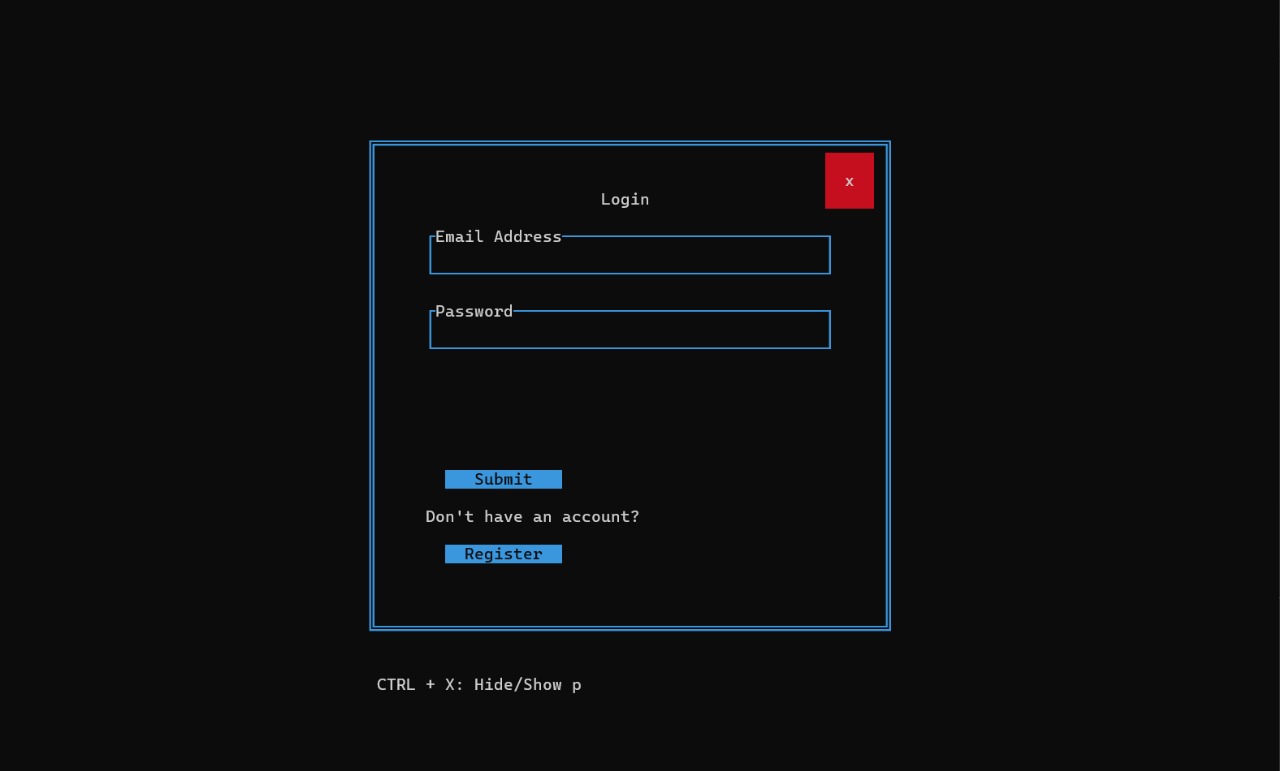 x
Login
Email Address
Password
Submit
Don't have an account?
Register
CTRL + X: Hide/Show p